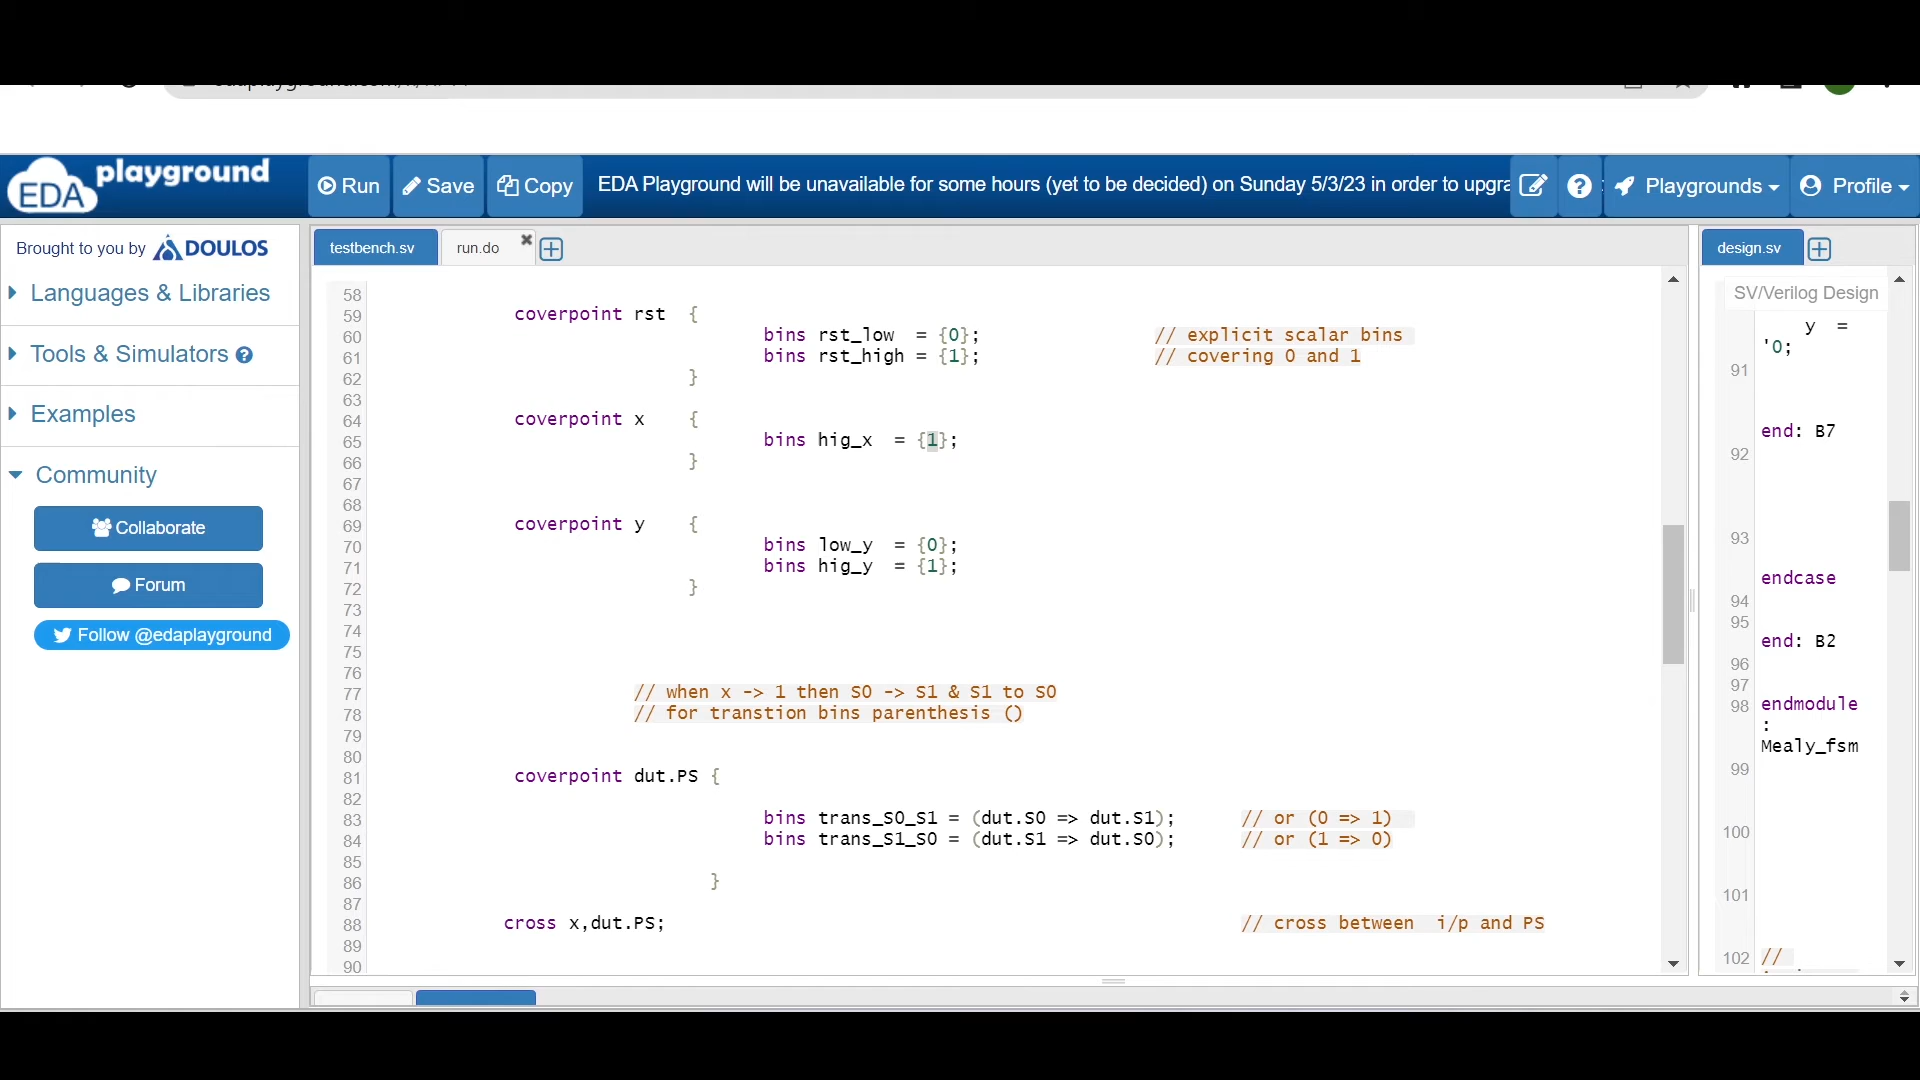 EDA playground
Run
Save
Copy
EDA Playground will be unavailable for some hours (yet to be decided) on Sunday 5/3/23 in order to upgra
Playgrounds
Profile
Brought to you by DOULOS
Languages & Libraries
Tools & Simulators
Examples
Community
Collaborate
Forum
Follow @edaplayground
testbench.sv
run.do
58
59 coverpoint rst {
60 bins rst_low = {0}; // explicit scalar bins
61 bins rst_high = {1}; // covering 0 and 1
62 }
63
64 coverpoint x {
65 bins hig_x = {1};
66 }
67
68
69 coverpoint y {
70 bins low_y = {0};
71 bins hig_y = {1};
72 }
73
74
75
76
77 // when x -> 1 then S0 -> S1 & S1 to S0
78 // for transtion bins parenthesis ()
79
80
81 coverpoint dut.PS {
82
83 bins trans_S0_S1 = (dut.S0 => dut.S1); // or (0 => 1)
84 bins trans_S1_S0 = (dut.S1 => dut.S0); // or (1 => 0)
85
86 }
87
88 cross x,dut.PS; // cross between i/p and PS
89
90
design.sv
SV/Verilog Design
y =
'0;
91
end: B7
92
93
endcase
94
95
end: B2
96
97
98 endmodule
:
Mealy_fsm
99
100
101
102 //